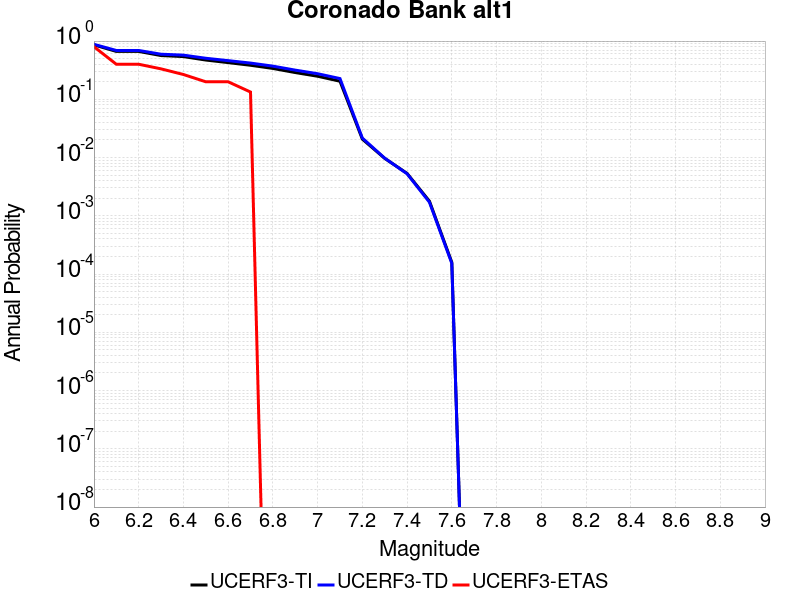 Coronado Bank alt1
10^0
10^-1
10^-2
10^-3
10^-4
10^-5
10^-6
10^-7
10^-8
Annual Probability
6 6.2 6.4 6.6 6.8 7 7.2 7.4 7.6 7.8 8 8.2 8.4 8.6 8.8 9
Magnitude
UCERF3-TI UCERF3-TD UCERF3-ETAS